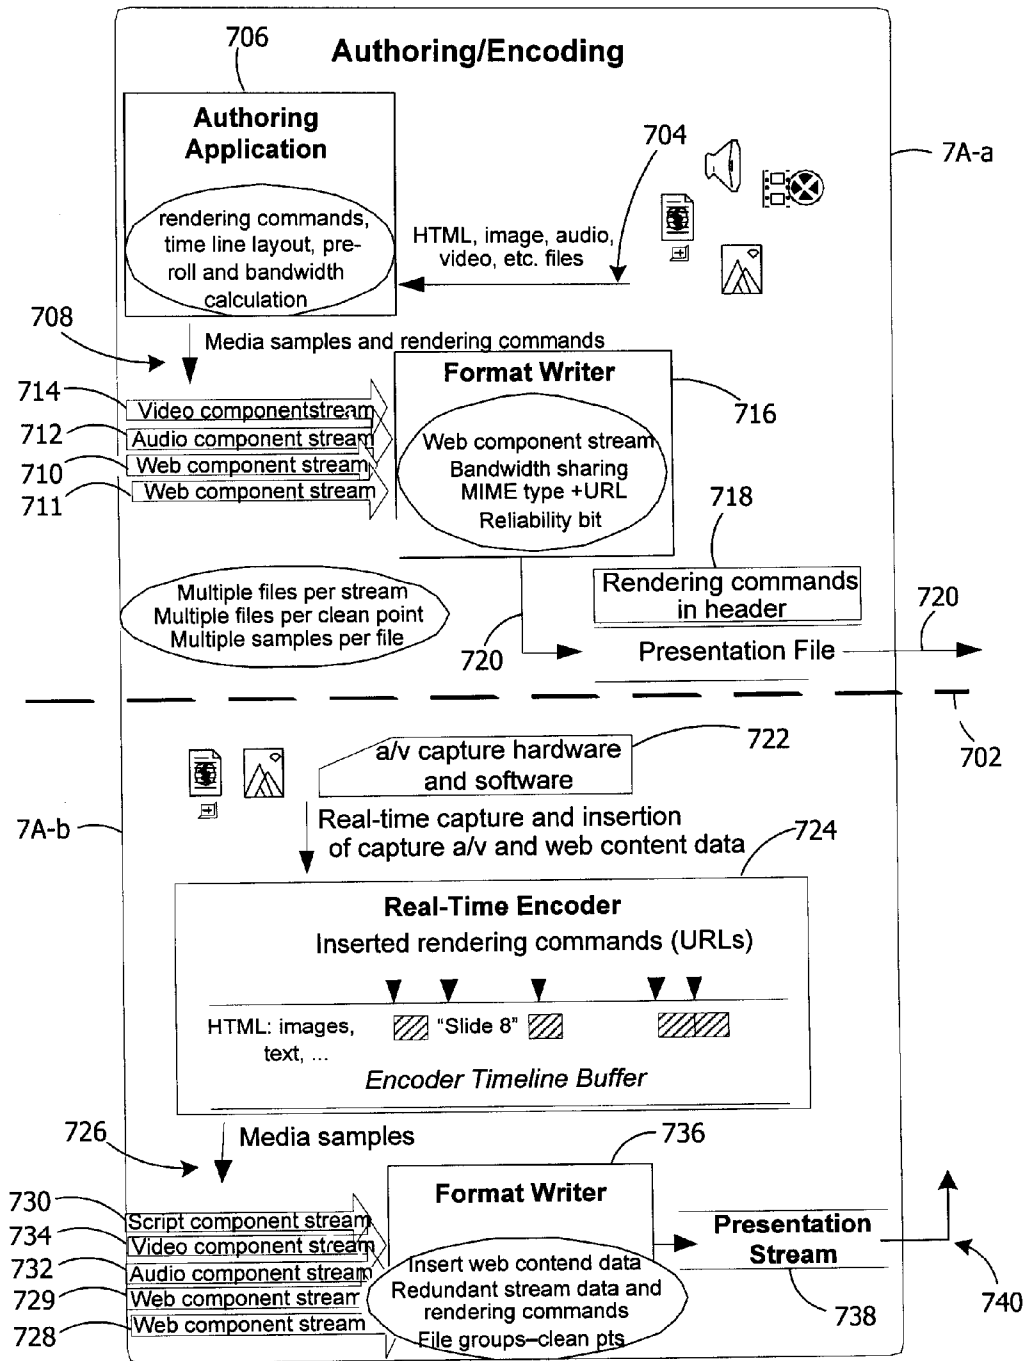 706
Authoring/Encoding
Authoring
Application
704
7A-a
rendering commands,
time line layout, pre-
roll and bandwidth
calculation
HTML, image, audio,
video, etc. files
708
Media samples and rendering commands
Format Writer
714
Video componentstream
716
712
Audio component stream
710
Web component stream
711
Web component stream
Web component stream
Bandwidth sharing
MIME type +URL
Reliability bit
718
Multiple files per stream
Multiple files per clean point
Multiple samples per file
Rendering commands
in header
720
720
Presentation File
702
722
a/v capture hardware
and software
7A-b
Real-time capture and insertion
of capture a/v and web content data
724
Real-Time Encoder
Inserted rendering commands (URLs)
HTML: images,
text, ...
"Slide 8"
Encoder Timeline Buffer
726
Media samples
736
730
Script component stream
734
Video component stream
732
Audio component stream
729
Web component stream
728
Web component stream
Format Writer
Insert web contend data
Redundant stream data and
rendering commands
File groups–clean pts
Presentation
Stream
738
740